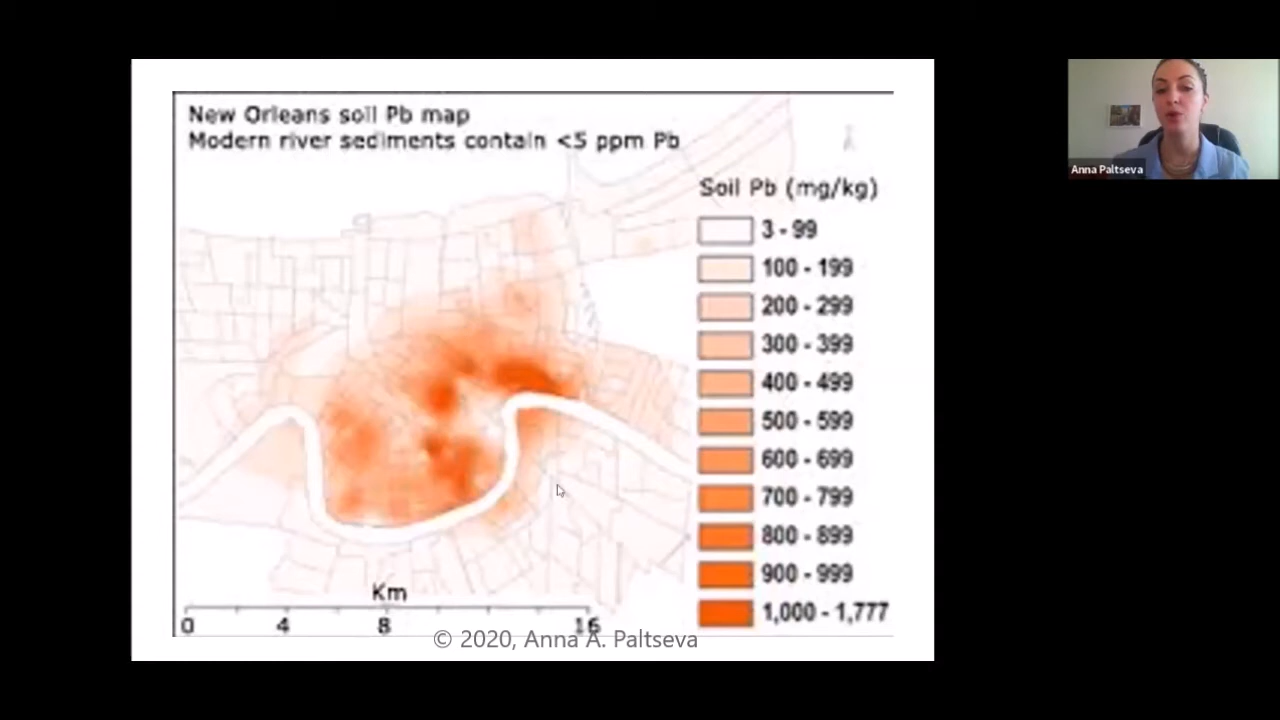 New Orleans soil Pb map
Modern river sediments contain <5 ppm Pb
Soil Pb (mg/kg)
3 - 99
100 - 199
200 - 299
300 - 399
400 - 499
500 - 599
600 - 699
700 - 799
800 - 899
900 - 999
1,000 - 1,777
Km
0 4 8 16
© 2020, Anna A. Paltseva
Anna Paltseva